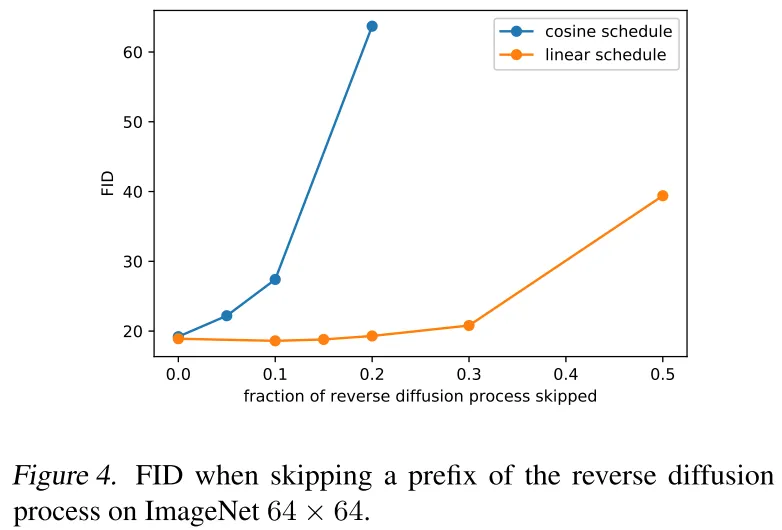 60
50
40
30
20
FID
cosine schedule
linear schedule
0.0 0.1 0.2 0.3 0.4 0.5
fraction of reverse diffusion process skipped
Figure 4. FID when skipping a prefix of the reverse diffusion
process on ImageNet 64 × 64.